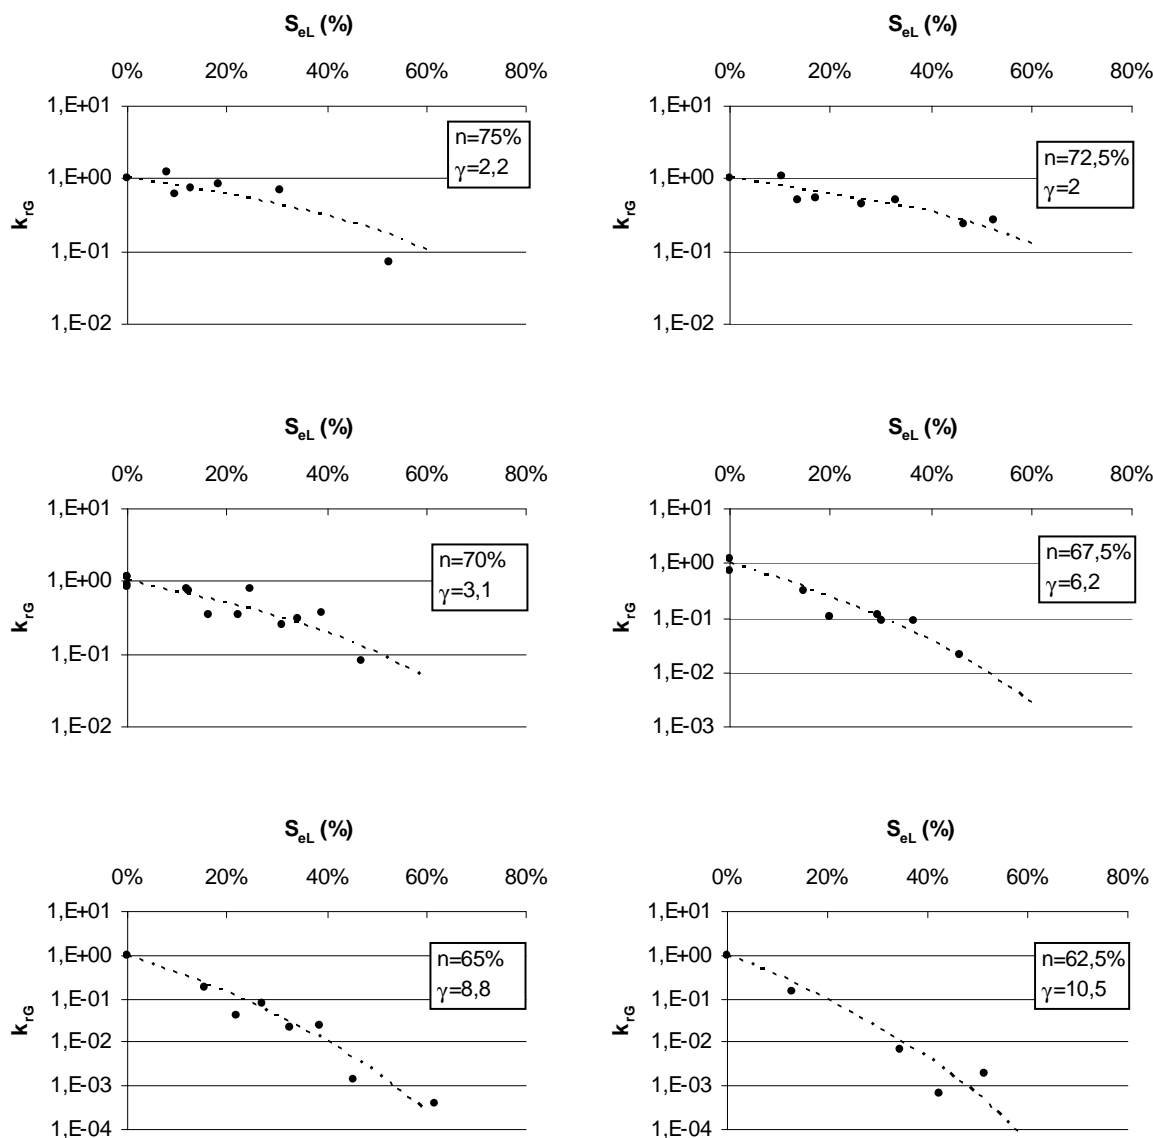 S_eL (%)
0% 20% 40% 60% 80%
1,E+01
1,E+00
1,E-01
1,E-02
k_rG
n=75%
γ=2,2
S_eL (%)
0% 20% 40% 60% 80%
1,E+01
1,E+00
1,E-01
1,E-02
k_rG
n=72,5%
γ=2
S_eL (%)
0% 20% 40% 60% 80%
1,E+01
1,E+00
1,E-01
1,E-02
k_rG
n=70%
γ=3,1
S_eL (%)
0% 20% 40% 60% 80%
1,E+01
1,E+00
1,E-01
1,E-02
1,E-03
k_rG
n=67,5%
γ=6,2
S_eL (%)
0% 20% 40% 60% 80%
1,E+01
1,E+00
1,E-01
1,E-02
1,E-03
1,E-04
k_rG
n=65%
γ=8,8
S_eL (%)
0% 20% 40% 60% 80%
1,E+01
1,E+00
1,E-01
1,E-02
1,E-03
1,E-04
k_rG
n=62,5%
γ=10,5